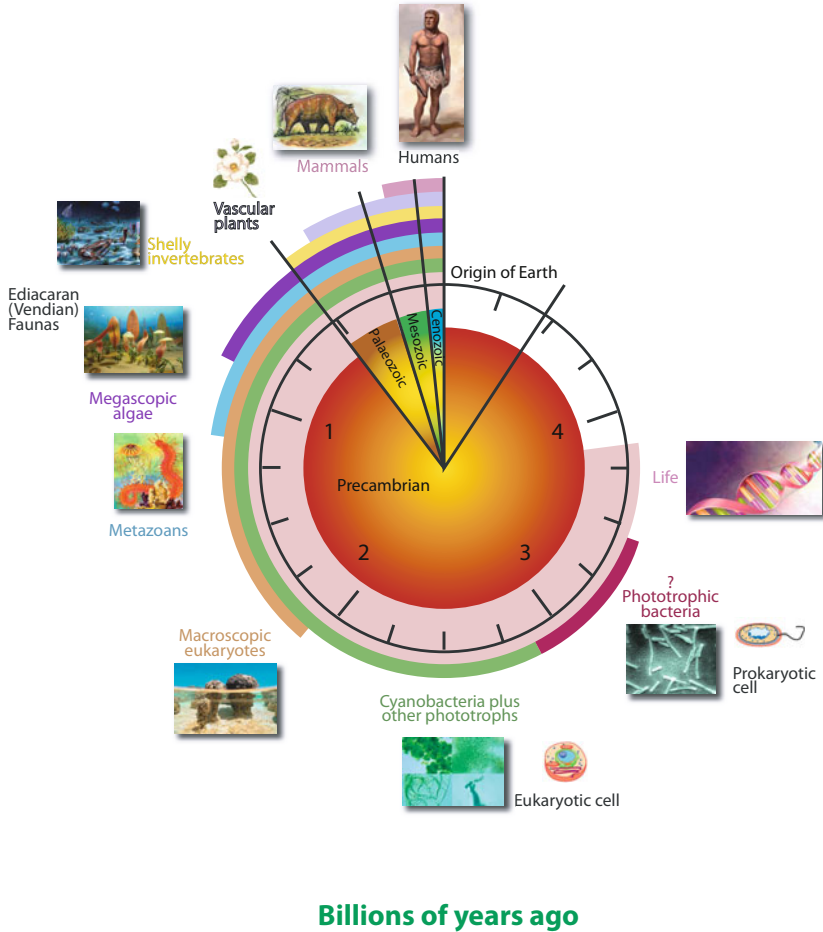 Humans
Mammals
Vascular
plants
Shelly
invertebrates
Origin of Earth
Ediacaran
(Vendian)
Faunas
Palaeozoic
Mesozoic
Cenozoic
Megascopic
algae
1
4
Life
Precambrian
Metazoans
2
3
?
Phototrophic
bacteria
Macroscopic
eukaryotes
Prokaryotic
cell
Cyanobacteria plus
other phototrophs
Eukaryotic cell
Billions of years ago